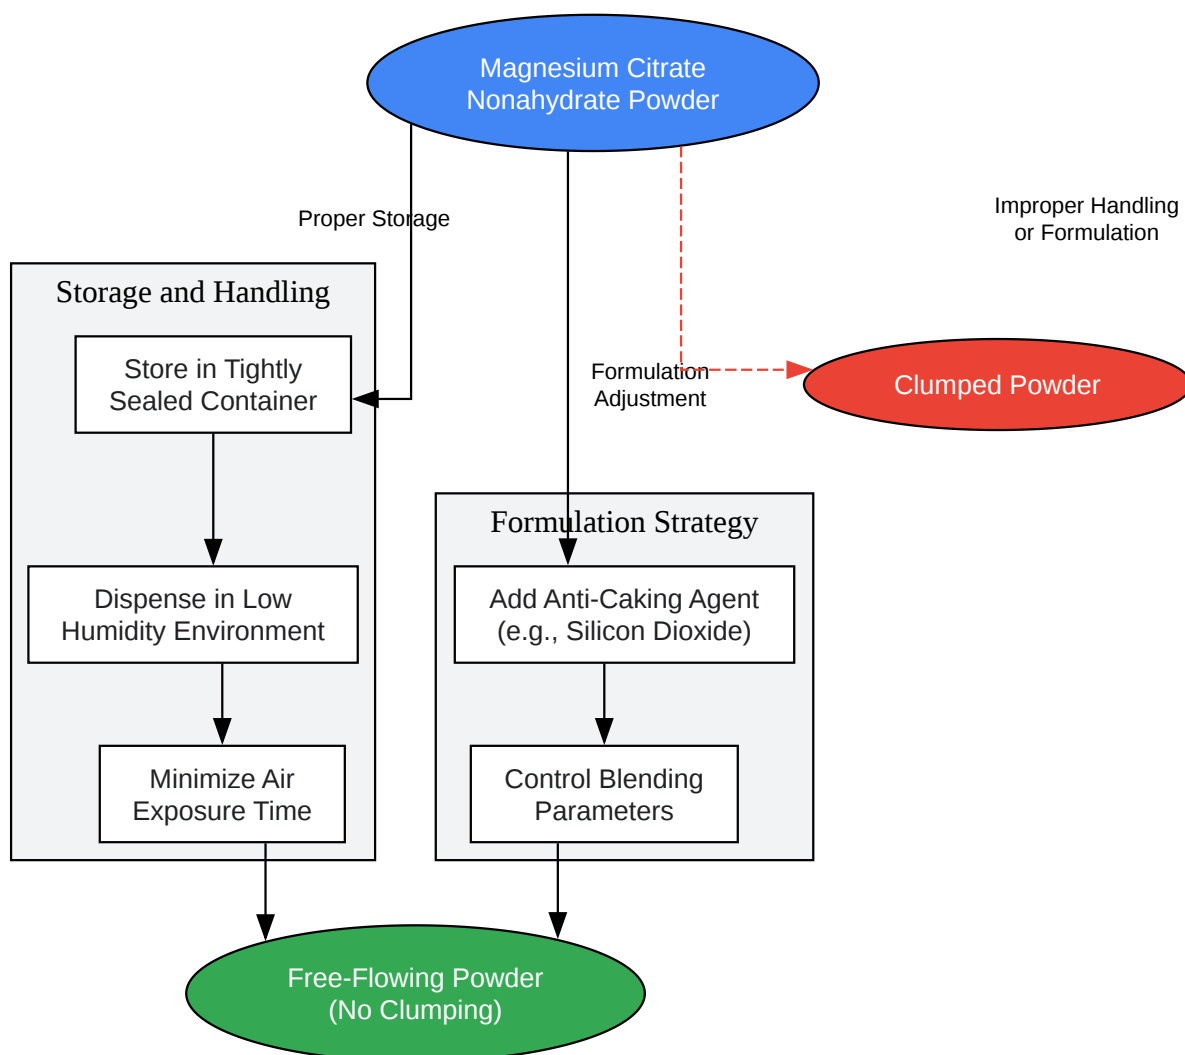 Magnesium Citrate
Nonahydrate Powder
Proper Storage
Improper Handling
or Formulation
Storage and Handling
Store in Tightly
Sealed Container
Formulation
Adjustment
Clumped Powder
Formulation Strategy
Dispense in Low
Humidity Environment
Add Anti-Caking Agent
(e.g., Silicon Dioxide)
Minimize Air
Exposure Time
Control Blending
Parameters
Free-Flowing Powder
(No Clumping)